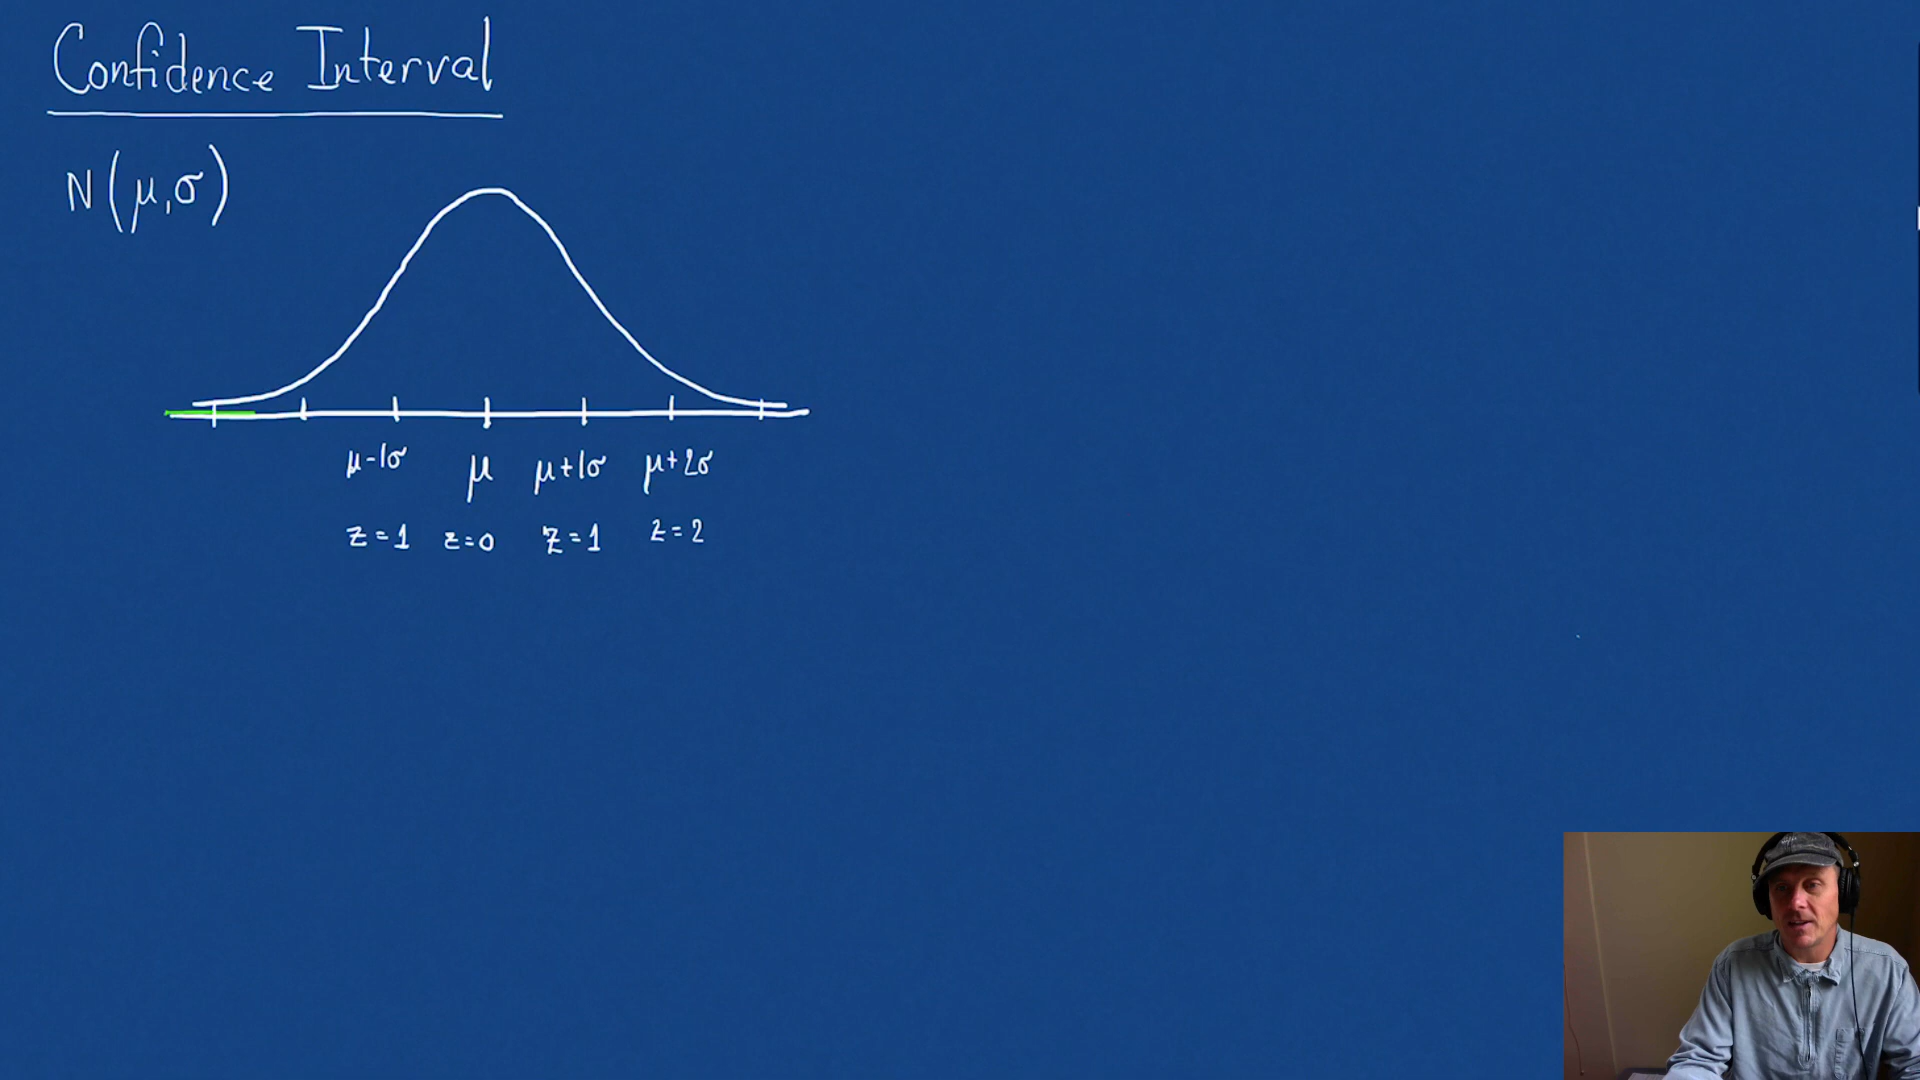 Confidence Interval
N(μ,σ)
μ-1σ μ μ+1σ μ+2σ
z=1 z=0 z=1 z=2